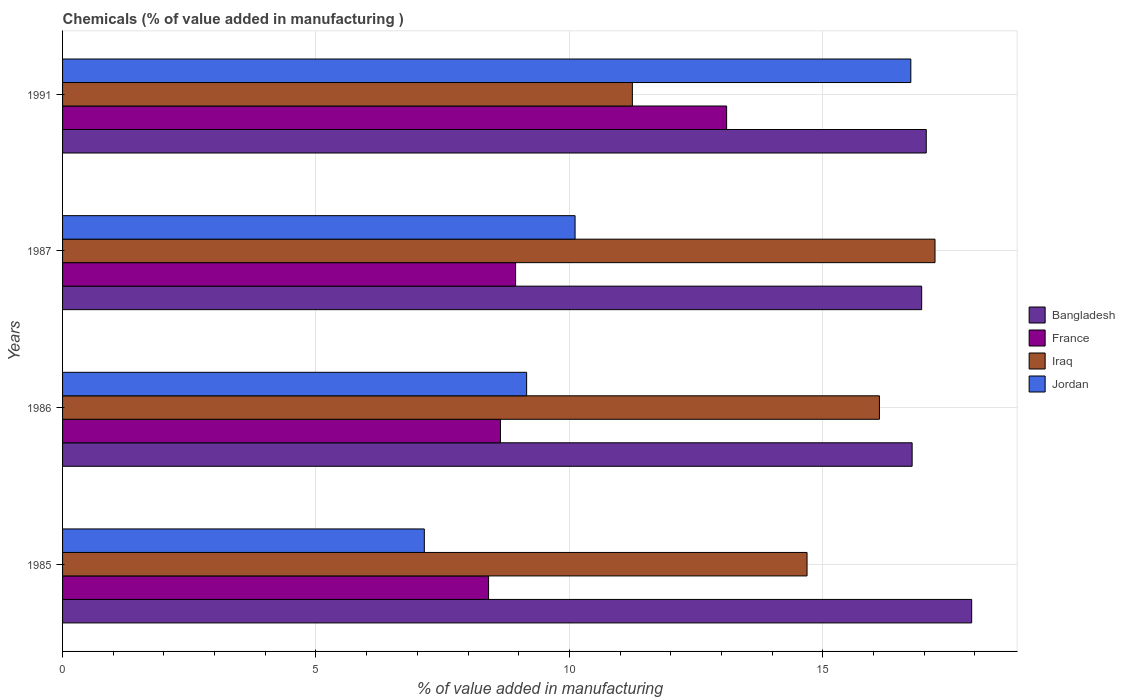 Chemicals (% of value added in manufacturing )
1991
1987
1986
1985
Years
0
5
10
15
% of value added in manufacturing
Bangladesh
France
Iraq
Jordan